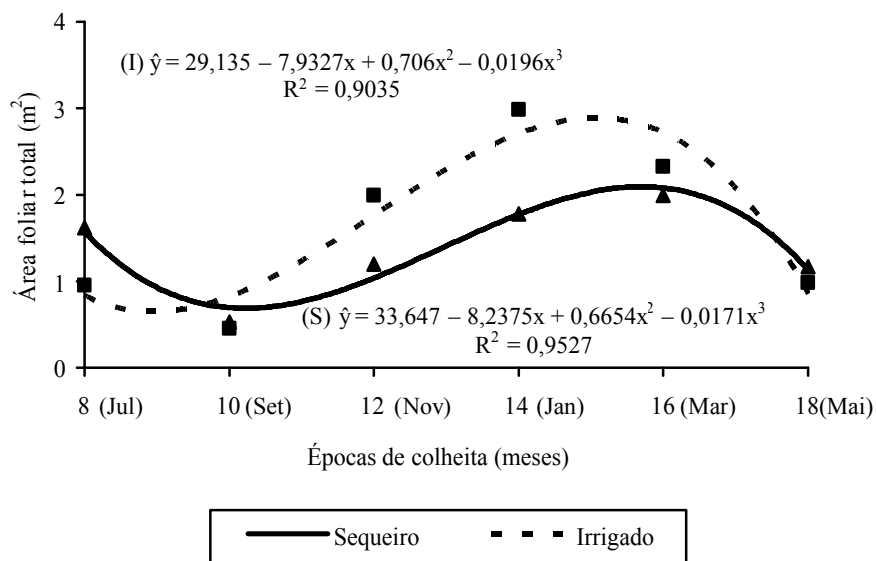 4
(I) ŷ = 29,135 – 7,9327x + 0,706x² – 0,0196x³
R² = 0,9035
3
2
1
(S) ŷ = 33,647 – 8,2375x + 0,6654x² – 0,0171x³
R² = 0,9527
0
Área foliar total (m²)
8 (Jul) 10 (Set) 12 (Nov) 14 (Jan) 16 (Mar) 18(Mai)
Épocas de colheita (meses)
Sequeiro Irrigado